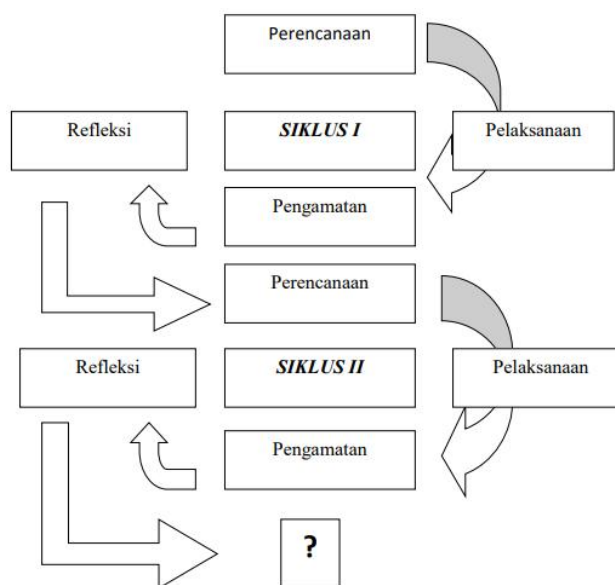 Perencanaan
Refleksi
SIKLUS I
Pelaksanaan
Pengamatan
Perencanaan
Refleksi
SIKLUS II
Pelaksanaan
Pengamatan
?